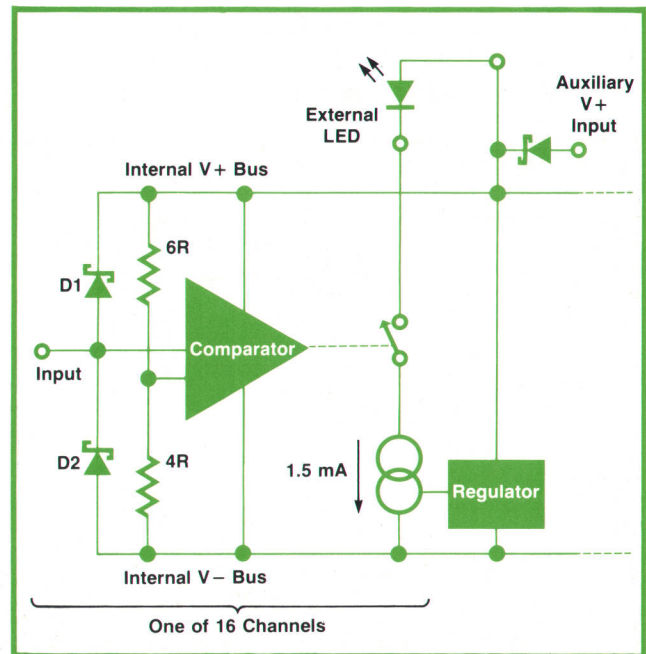 External
LED
Auxiliary
V+
Input
Internal V+ Bus
6R
D1
Comparator
Input
D2
4R
1.5 mA
Regulator
Internal V− Bus
One of 16 Channels